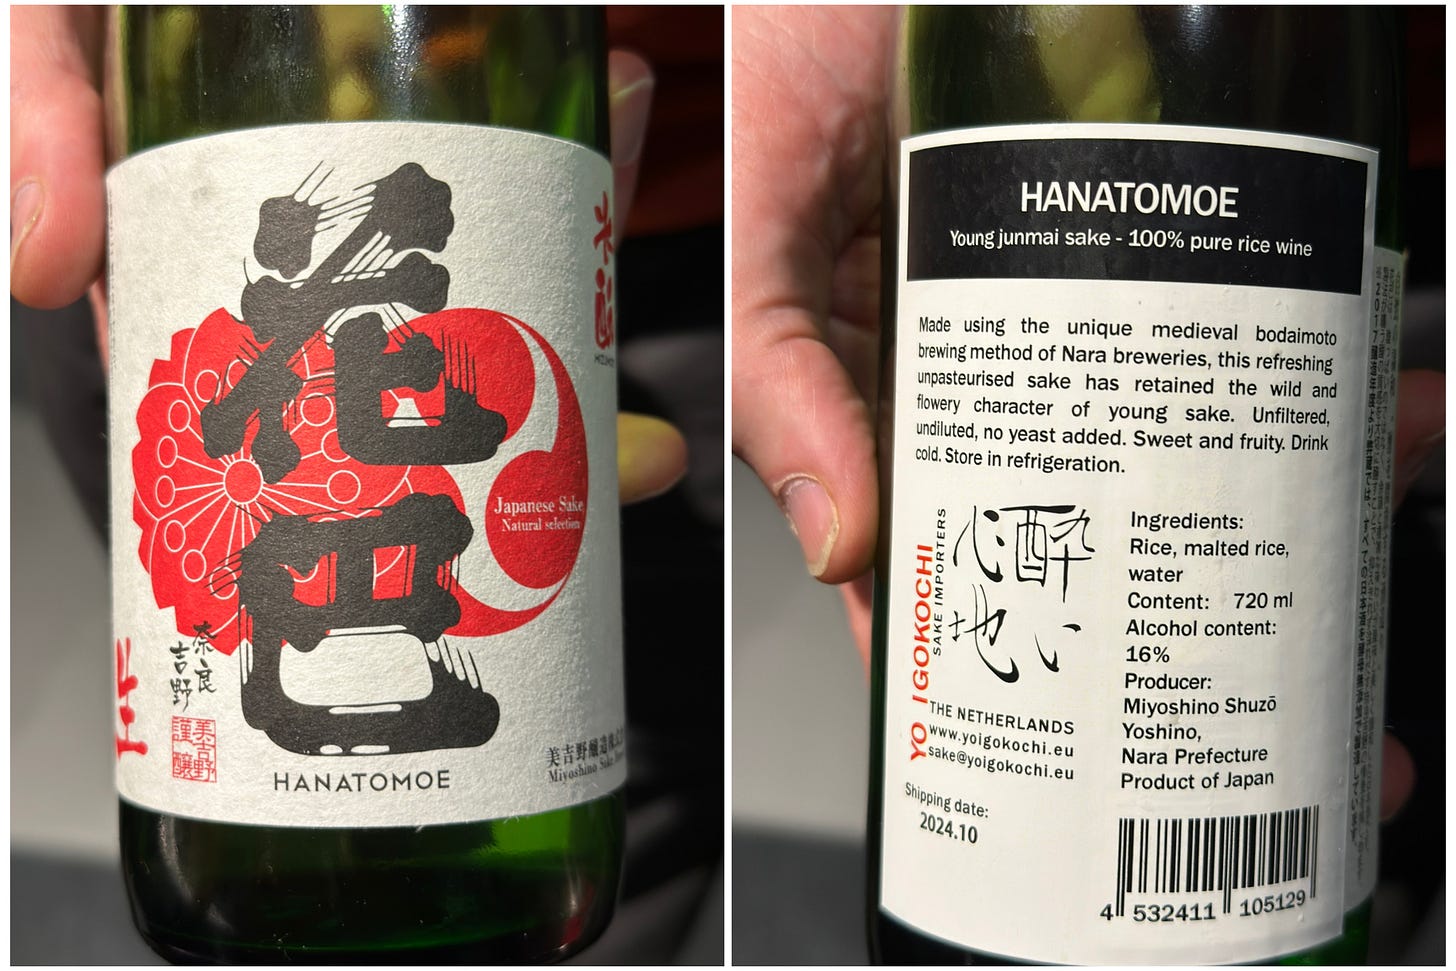 花巴
水酛
Japanese Sake
Natural selection
奈良
吉野
生
美吉野
謹醸
HANATOMOE
美吉野醸造株式
Miyoshino Sake
HANATOMOE
Young junmai sake - 100% pure rice wine
Made using the unique medieval bodaimoto
brewing method of Nara breweries, this refreshing
unpasteurised sake has retained the wild and
flowery character of young sake. Unfiltered,
undiluted, no yeast added. Sweet and fruity. Drink
cold. Store in refrigeration.
酔い
心地
YOIGOKOCHI
SAKE IMPORTERS
THE NETHERLANDS
www.yoigokochi.eu
sake@yoigokochi.eu
Shipping date:
2024.10
Ingredients:
Rice, malted rice,
water
Content: 720 ml
Alcohol content:
16%
Producer:
Miyoshino Shuzō
Yoshino,
Nara Prefecture
Product of Japan
4 532411 105129